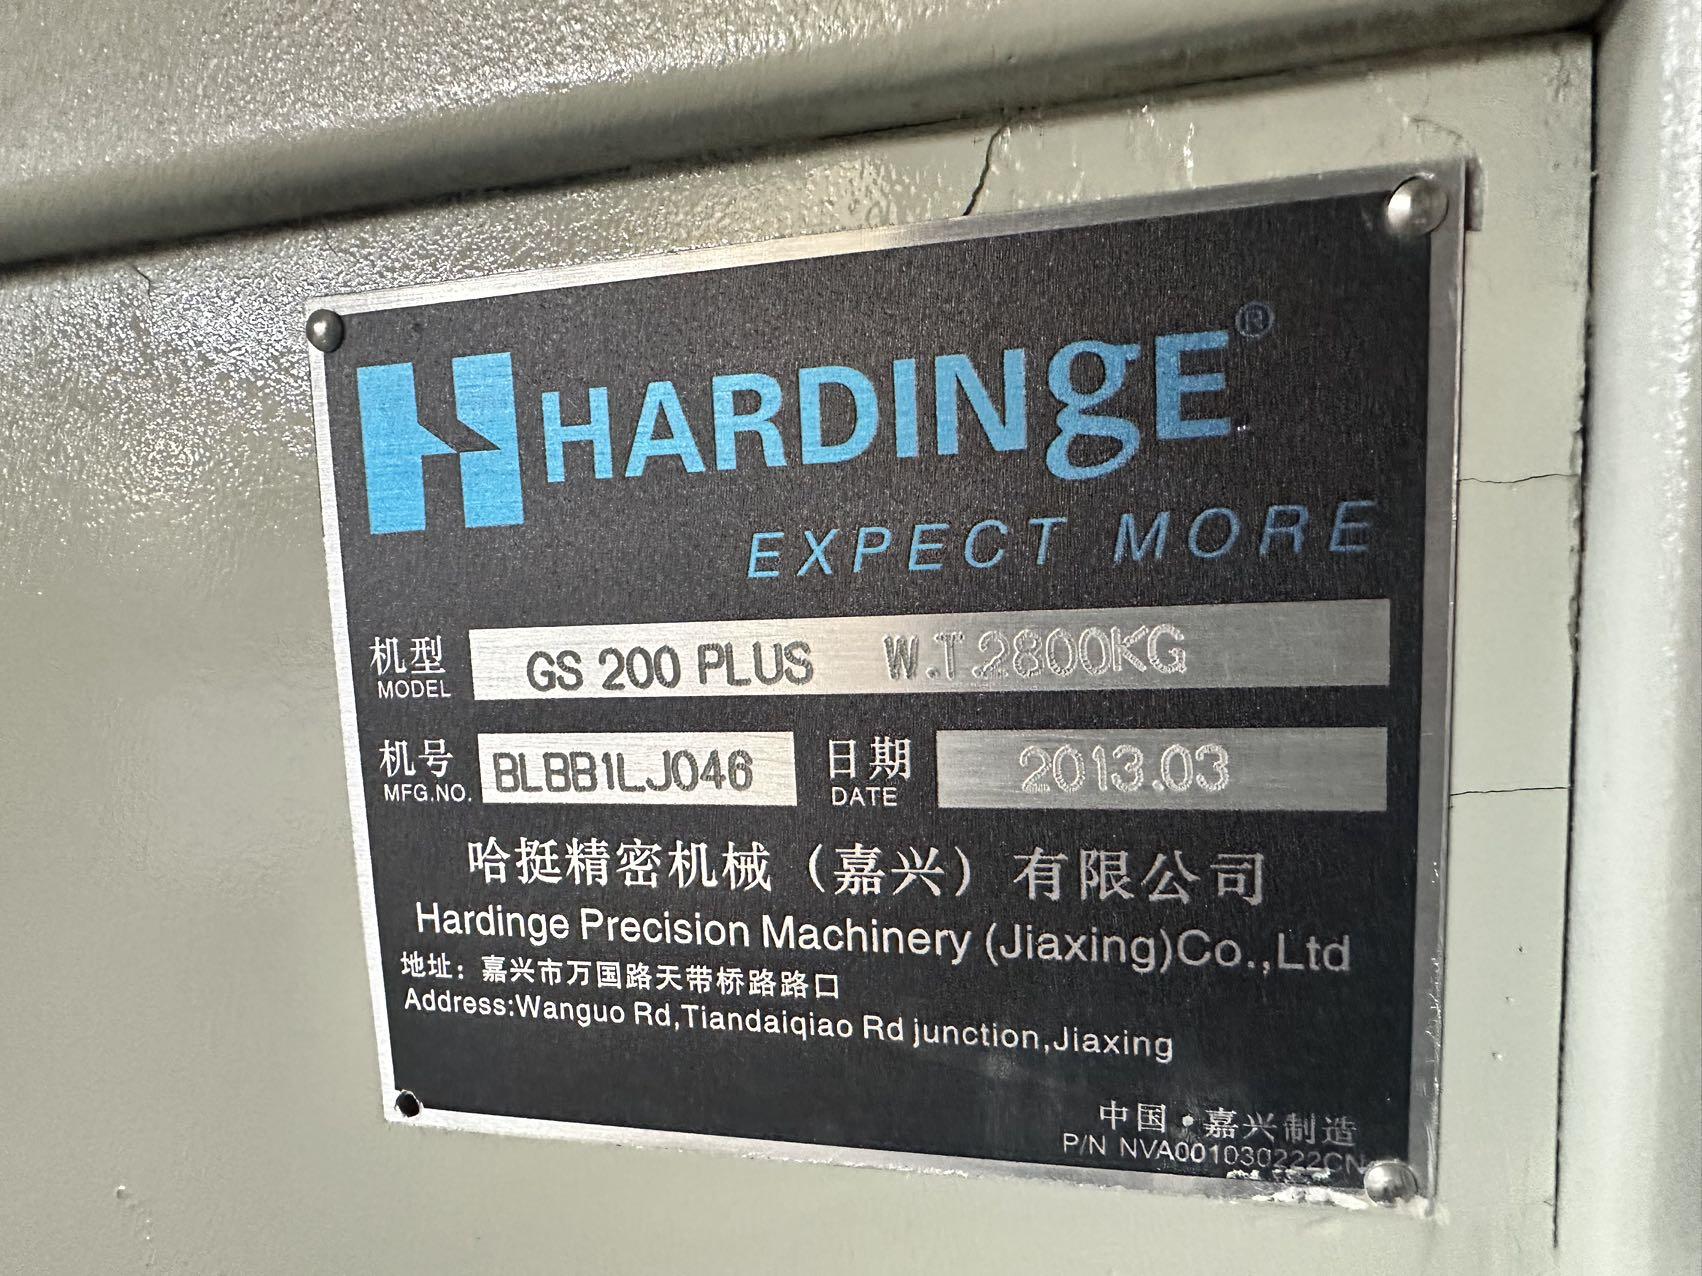 HARDINgE®
EXPECT MORE
机型 GS 200 PLUS W.T.2800KG
MODEL
机号 BLBB1LJ046 日期 2013.03
MFG.NO. DATE
哈挺精密机械（嘉兴）有限公司
Hardinge Precision Machinery (Jiaxing)Co.,Ltd
地址：嘉兴市万国路天带桥路路口
Address:Wanguo Rd,Tiandaiqiao Rd junction,Jiaxing
中国·嘉兴制造
P/N NVA001030222CN